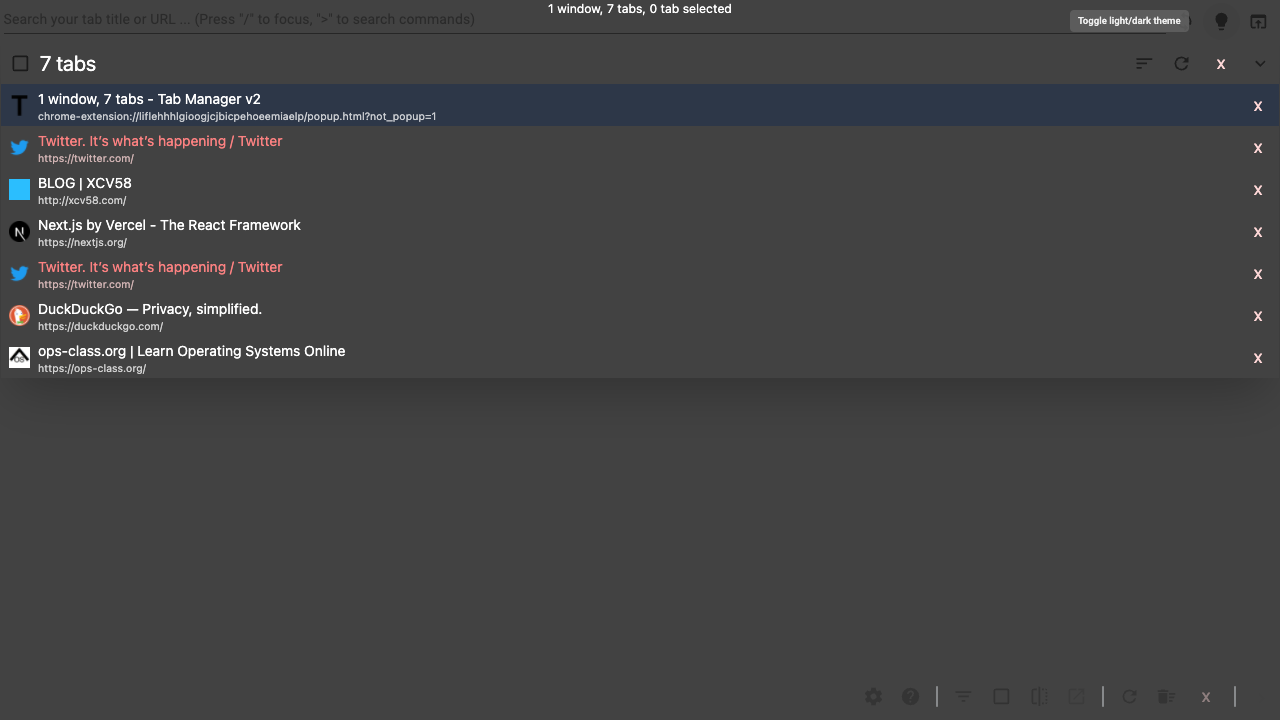 1 window, 7 tabs, 0 tab selected
Search your tab title or URL ... (Press "/" to focus, ">" to search commands)
Toggle light/dark theme
7 tabs
X
1 window, 7 tabs - Tab Manager v2
chrome-extension://liflehhhlgioogjcjbicpehoeemiaelp/popup.html?not_popup=1
X
Twitter. It’s what’s happening / Twitter
https://twitter.com/
X
BLOG | XCV58
http://xcv58.com/
X
Next.js by Vercel - The React Framework
https://nextjs.org/
X
Twitter. It’s what’s happening / Twitter
https://twitter.com/
X
DuckDuckGo — Privacy, simplified.
https://duckduckgo.com/
X
ops-class.org | Learn Operating Systems Online
https://ops-class.org/
X
X